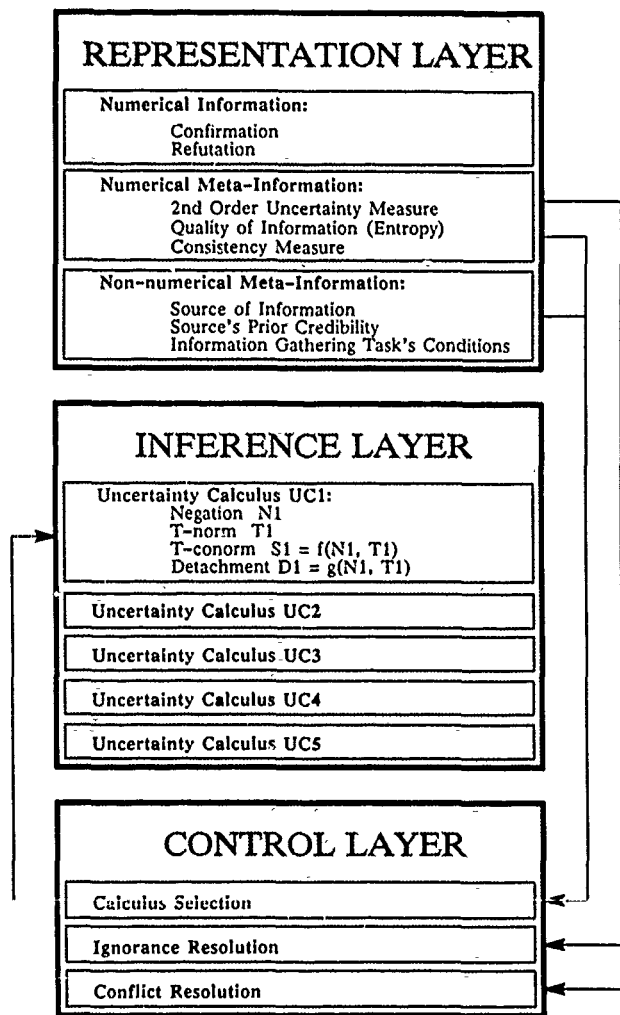 REPRESENTATION LAYER
Numerical Information:
Confirmation
Refutation
Numerical Meta-Information:
2nd Order Uncertainty Measure
Quality of Information (Entropy)
Consistency Measure
Non-numerical Meta-Information:
Source of Information
Source's Prior Credibility
Information Gathering Task's Conditions
INFERENCE LAYER
Uncertainty Calculus UC1:
Negation N1
T-norm T1
T-conorm S1 = f(N1, T1)
Detachment D1 = g(N1, T1)
Uncertainty Calculus UC2
Uncertainty Calculus UC3
Uncertainty Calculus UC4
Uncertainty Calculus UC5
CONTROL LAYER
Calculus Selection
Ignorance Resolution
Conflict Resolution